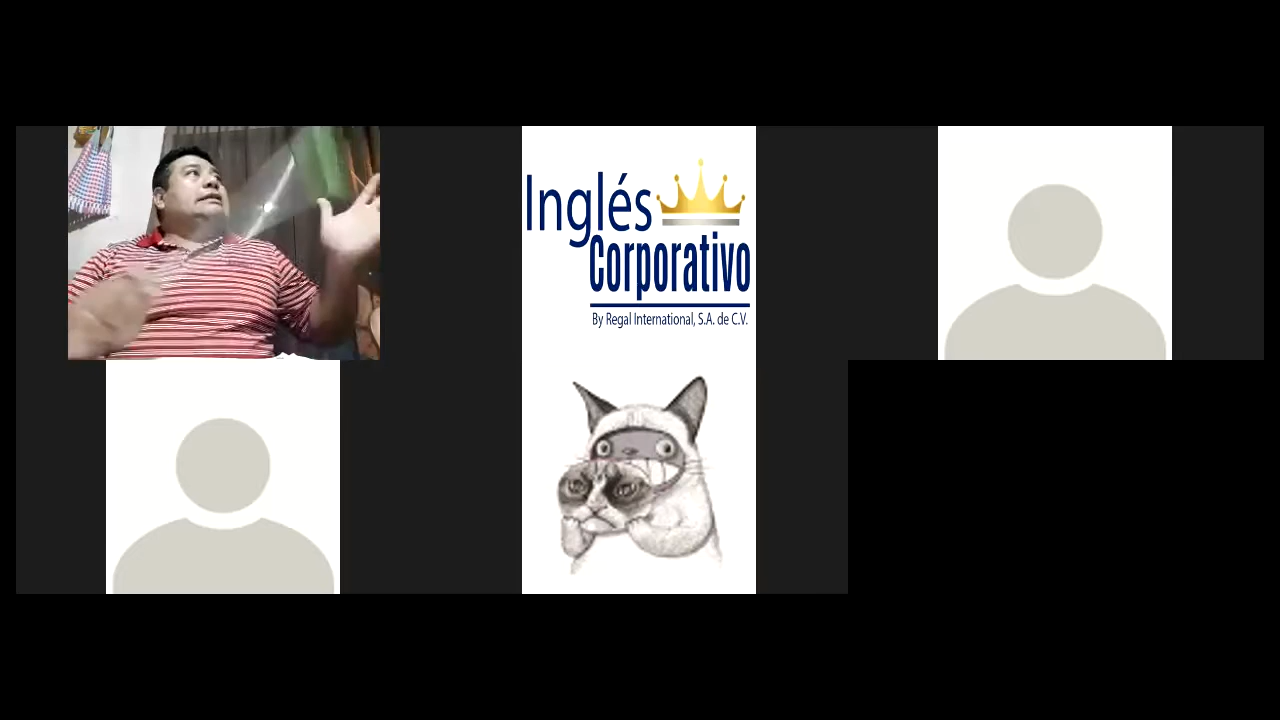 Inglés
Corporativo
By Regal International, S.A. de C.V.